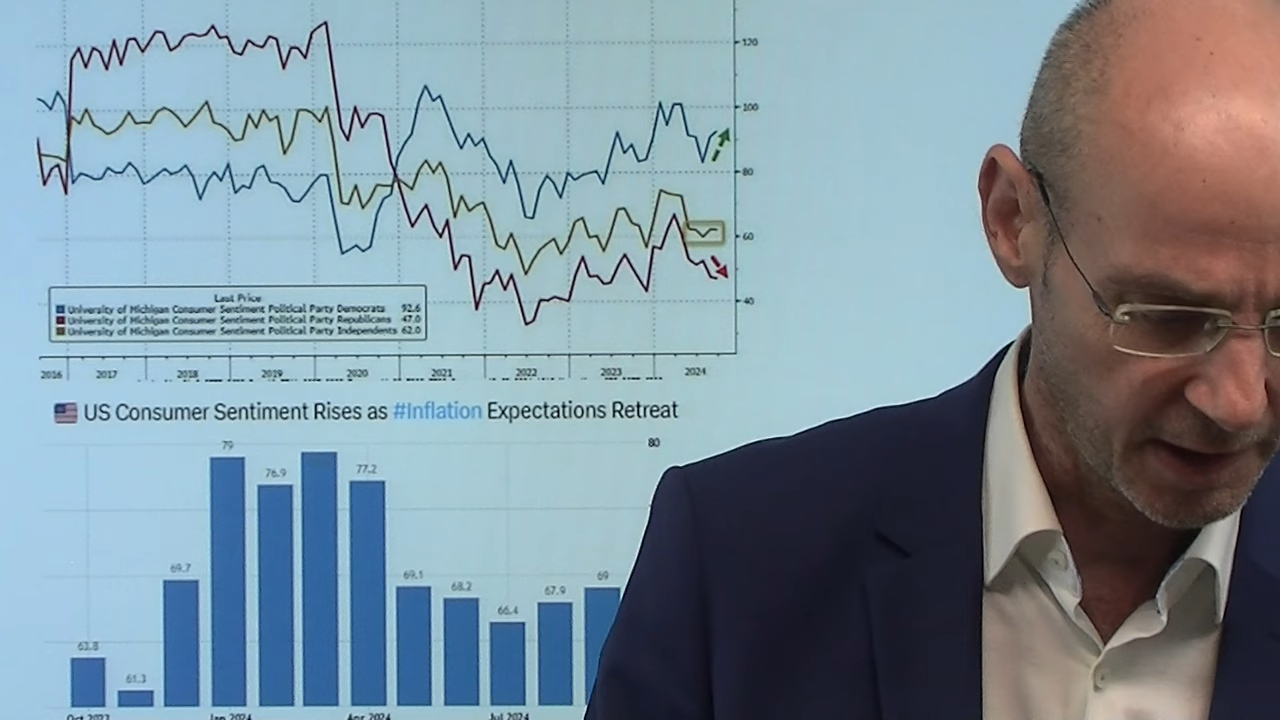 120
100
80
60
40
Last Price
University of Michigan Consumer Sentiment Political Party Democrats 92.6
University of Michigan Consumer Sentiment Political Party Republicans 47.0
University of Michigan Consumer Sentiment Political Party Independents 62.0
2016 2017 2018 2019 2020 2021 2022 2023 2024
US Consumer Sentiment Rises as #Inflation Expectations Retreat
80
79
76.9
77.2
69.7
69.1
68.2
66.4
67.9
69
63.8
61.3
Oct 2023 Jan 2024 Apr 2024 Jul 2024